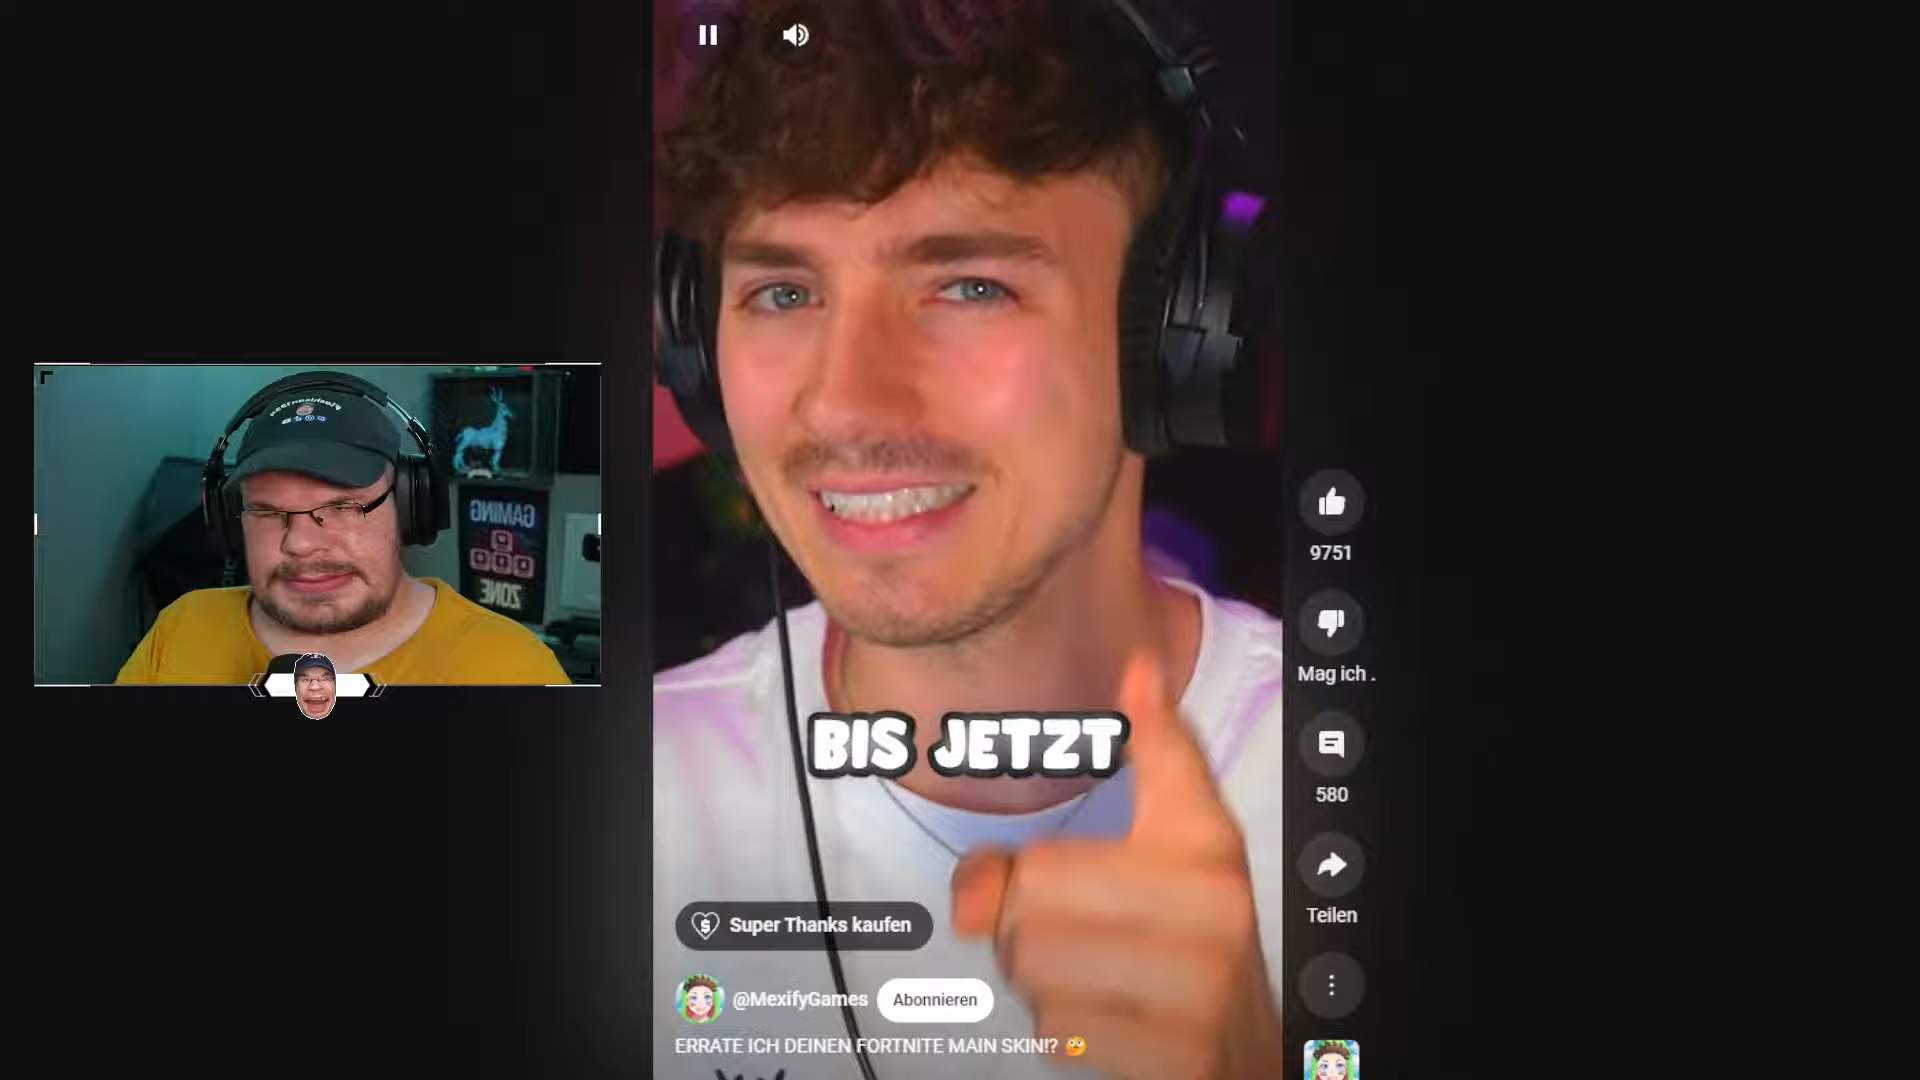 GAMING
ZONE
BIS JETZT
Super Thanks kaufen
@MexifyGames
Abonnieren
ERRATE ICH DEINEN FORTNITE MAIN SKIN!?
9751
Mag ich .
580
Teilen